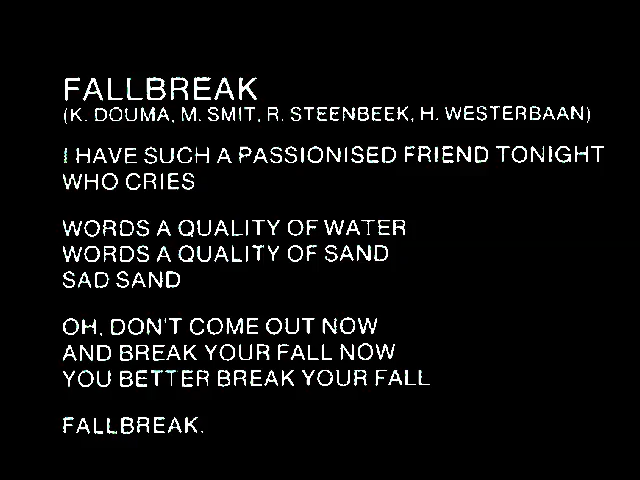 FALLBREAK
(K. DOUMA, M. SMIT, R. STEENBEEK, H. WESTERBAAN)
I HAVE SUCH A PASSIONISED FRIEND TONIGHT
WHO CRIES
WORDS A QUALITY OF WATER
WORDS A QUALITY OF SAND
SAD SAND
OH, DON'T COME OUT NOW
AND BREAK YOUR FALL NOW
YOU BETTER BREAK YOUR FALL
FALLBREAK.